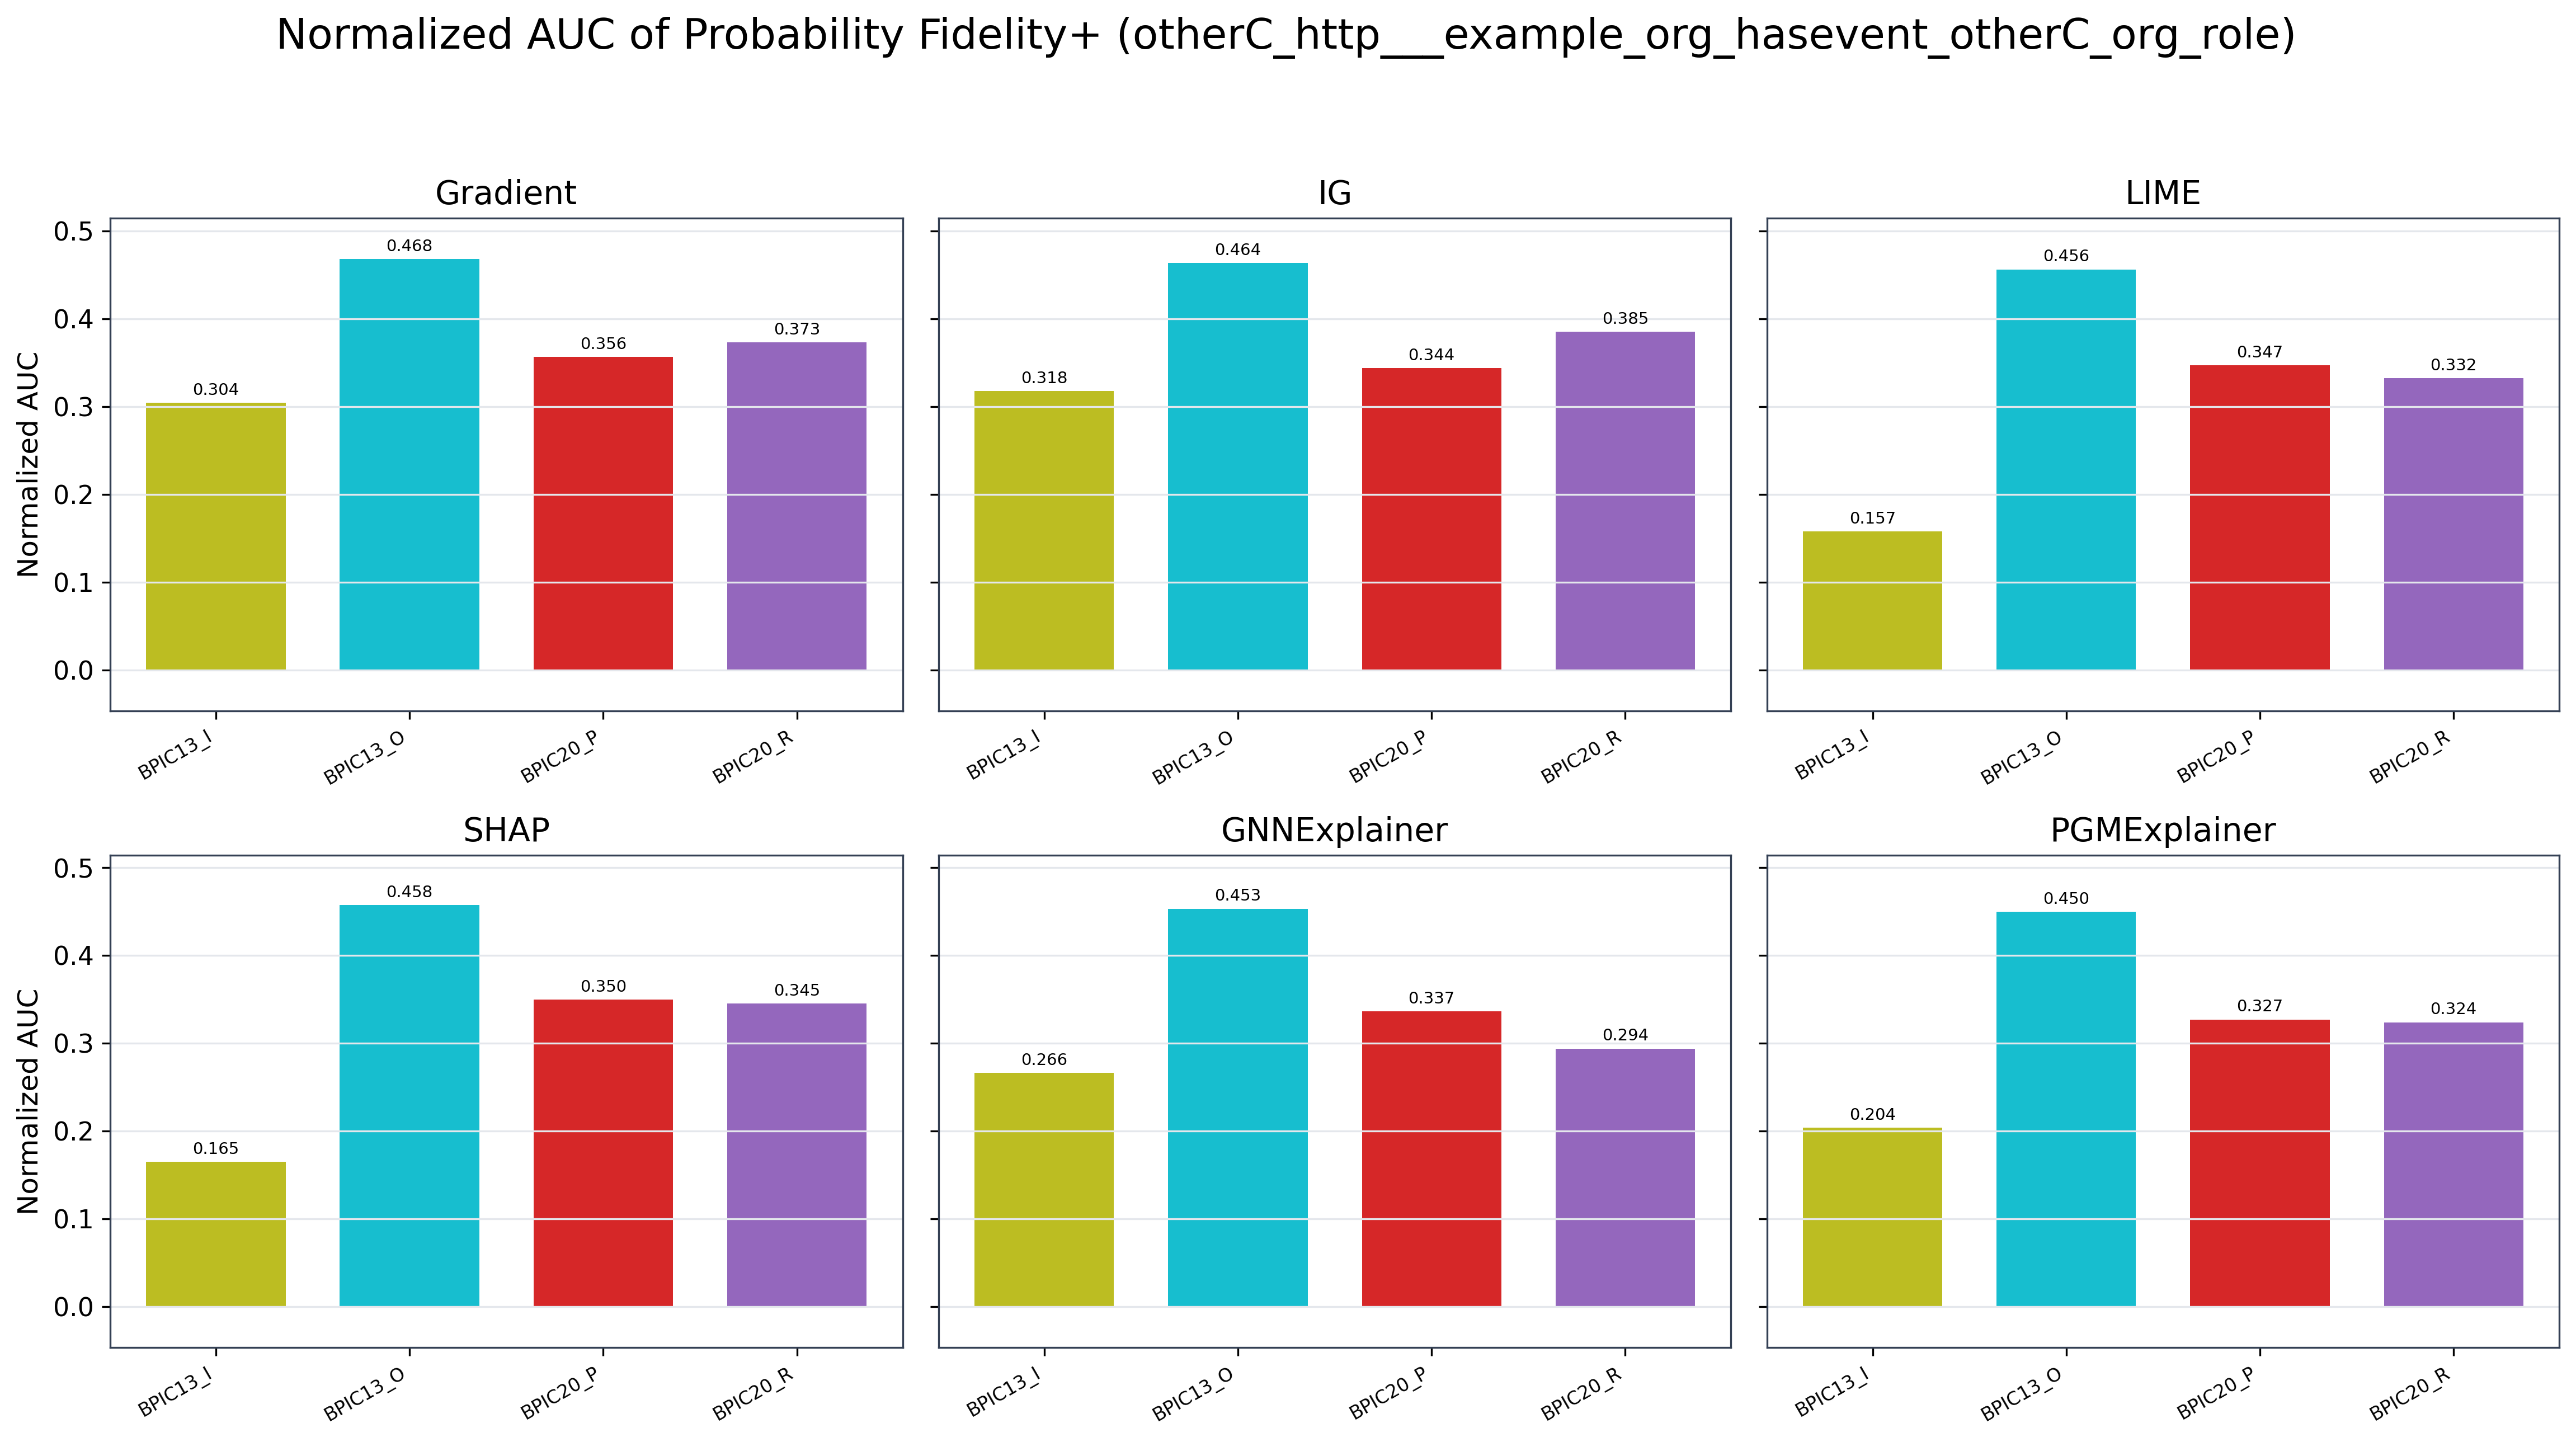 Normalized AUC of Probability Fidelity+ (otherC_http___example_org_hasevent_otherC_org_role)
Gradient
IG
LIME
Normalized AUC
0.5
0.4
0.3
0.2
0.1
0.0
0.304
0.468
0.356
0.373
0.318
0.464
0.344
0.385
0.157
0.456
0.347
0.332
BPIC13_I
BPIC13_O
BPIC20_P
BPIC20_R
BPIC13_I
BPIC13_O
BPIC20_P
BPIC20_R
BPIC13_I
BPIC13_O
BPIC20_P
BPIC20_R
SHAP
GNNExplainer
PGMExplainer
Normalized AUC
0.5
0.4
0.3
0.2
0.1
0.0
0.165
0.458
0.350
0.345
0.266
0.453
0.337
0.294
0.204
0.450
0.327
0.324
BPIC13_I
BPIC13_O
BPIC20_P
BPIC20_R
BPIC13_I
BPIC13_O
BPIC20_P
BPIC20_R
BPIC13_I
BPIC13_O
BPIC20_P
BPIC20_R